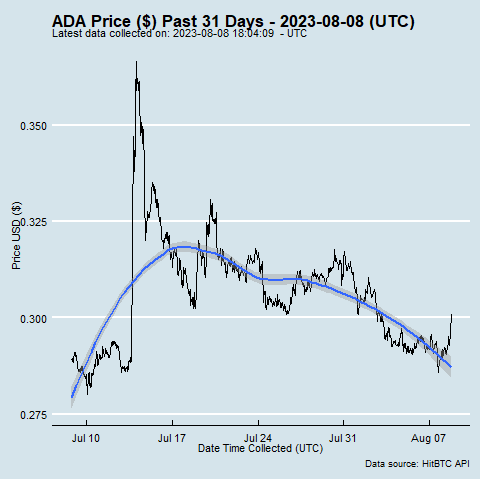 ADA Price ($) Past 31 Days - 2023-08-08 (UTC)
Latest data collected on: 2023-08-08 18:04:09  - UTC
0.350
0.325
0.300
0.275
Price USD ($)
Jul 10 Jul 17 Jul 24 Jul 31 Aug 07
Date Time Collected (UTC)
Data source: HitBTC API